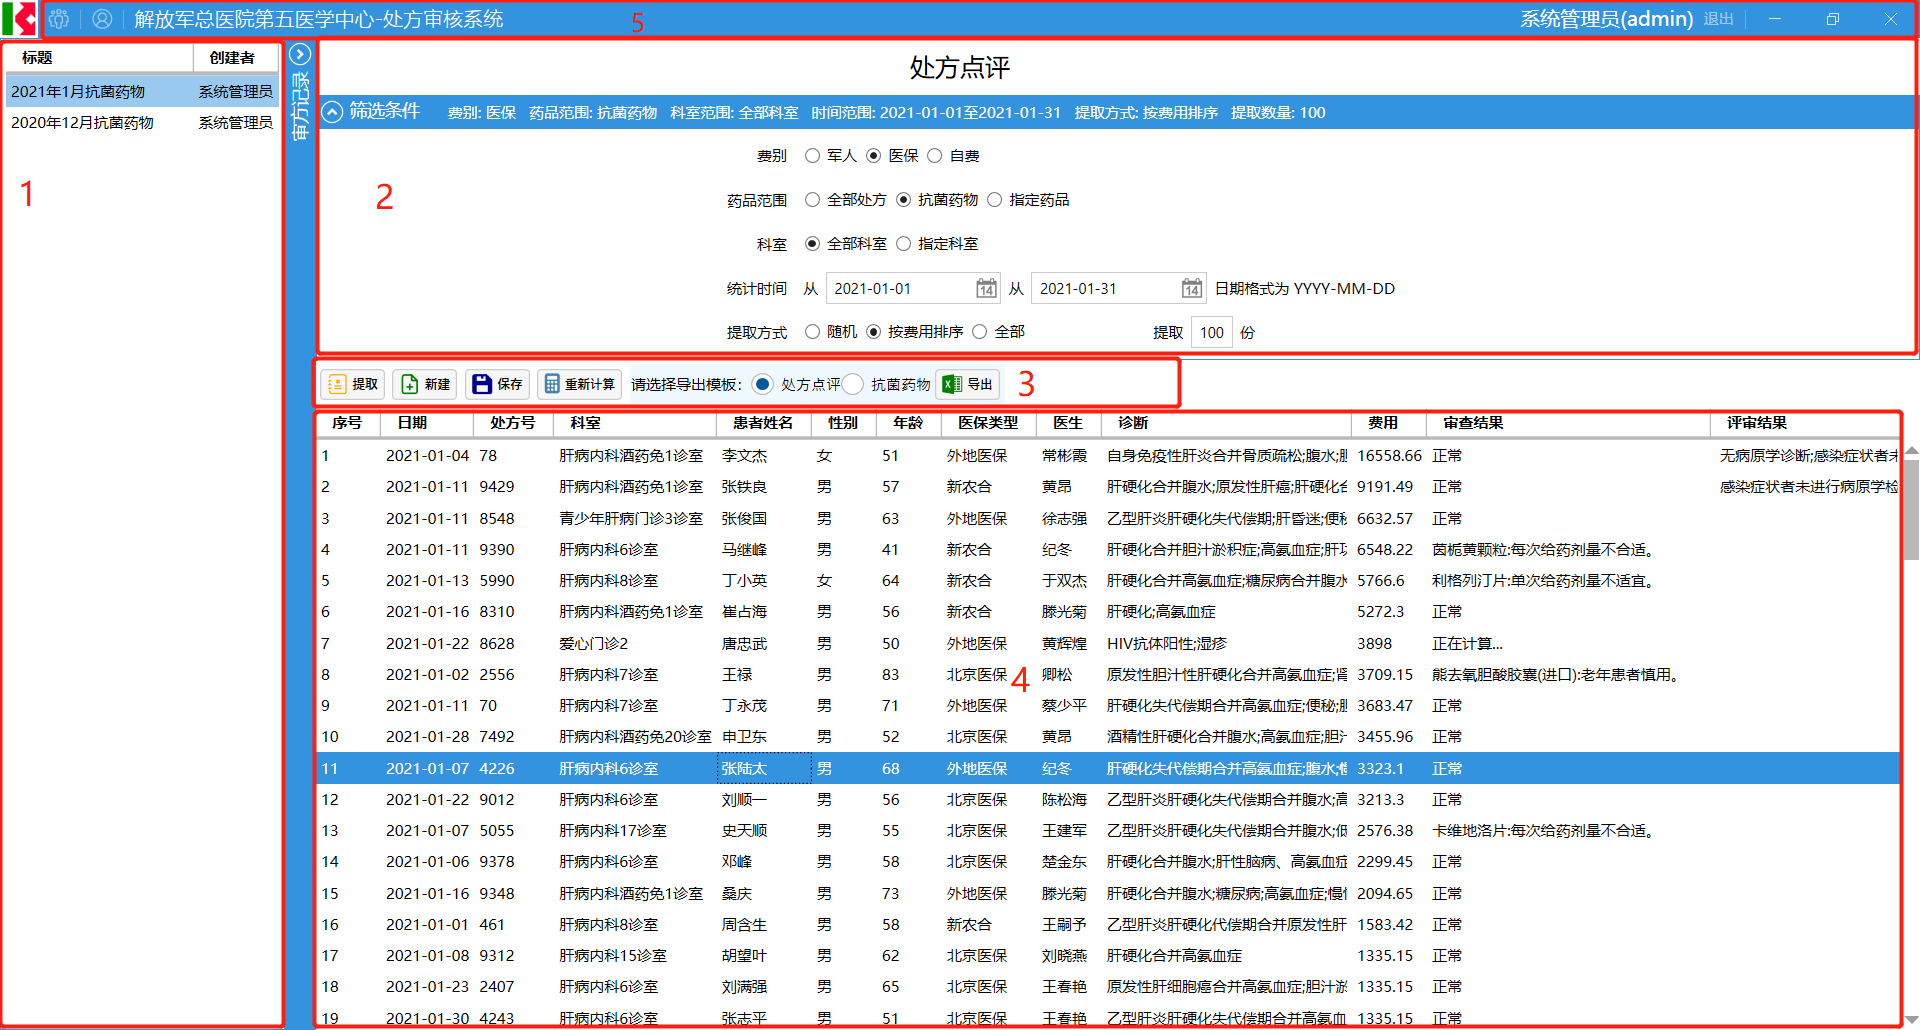 解放军总医院第五医学中心-处方审核系统
5
系统管理员(admin) 退出
标题 创建者
2021年1月抗菌药物 系统管理员
2020年12月抗菌药物 系统管理员
1
审方记录
处方点评
筛选条件 费别: 医保 药品范围: 抗菌药物 科室范围: 全部科室 时间范围: 2021-01-01至2021-01-31 提取方式: 按费用排序 提取数量: 100
费别 军人 医保 自费
2
药品范围 全部处方 抗菌药物 指定药品
科室 全部科室 指定科室
统计时间 从 2021-01-01 14 从 2021-01-31 14 日期格式为 YYYY-MM-DD
提取方式 随机 按费用排序 全部 提取 100 份
提取 新建 保存 重新计算 请选择导出模板: 处方点评 抗菌药物 导出 3
序号 日期 处方号 科室 患者姓名 性别 年龄 医保类型 医生 诊断 费用 审查结果 评审结果
1 2021-01-04 78 肝病内科酒药免1诊室 李文杰 女 51 外地医保 常彬霞 自身免疫性肝炎合并骨质疏松;腹水; 16558.66 正常 无病原学诊断;感染症状者未
2 2021-01-11 9429 肝病内科酒药免1诊室 张铁良 男 57 新农合 黄昂 肝硬化合并腹水;原发性肝癌;肝硬化合 9191.49 正常 感染症状者未进行病原学检
3 2021-01-11 8548 青少年肝病门诊3诊室 张俊国 男 63 外地医保 徐志强 乙型肝炎肝硬化失代偿期;肝昏迷;便秘 6632.57 正常
4 2021-01-11 9390 肝病内科6诊室 马继峰 男 41 新农合 纪冬 肝硬化合并胆汁淤积症;高氨血症;肝功 6548.22 茵栀黄颗粒:每次给药剂量不合适。
5 2021-01-13 5990 肝病内科8诊室 丁小英 女 64 新农合 于双杰 肝硬化合并高氨血症;糖尿病合并腹水 5766.6 利格列汀片:单次给药剂量不适宜。
6 2021-01-16 8310 肝病内科酒药免1诊室 崔占海 男 56 新农合 滕光菊 肝硬化;高氨血症 5272.3 正常
7 2021-01-22 8628 爱心门诊2 唐忠武 男 50 外地医保 黄辉煌 HIV抗体阳性;湿疹 3898 正在计算...
8 2021-01-02 2556 肝病内科7诊室 王禄 男 83 北京医保 卿松 原发性胆汁性肝硬化合并高氨血症;肾 3709.15 熊去氧胆酸胶囊(进口):老年患者慎用。
4
9 2021-01-11 70 肝病内科7诊室 丁永茂 男 71 外地医保 蔡少平 肝硬化失代偿期合并高氨血症;便秘; 3683.47 正常
10 2021-01-28 7492 肝病内科酒药免20诊室 申卫东 男 52 北京医保 黄昂 酒精性肝硬化合并腹水;高氨血症;胆汁 3455.96 正常
11 2021-01-07 4226 肝病内科6诊室 张陆太 男 68 外地医保 纪冬 肝硬化失代偿期合并高氨血症;腹水;慢 3323.1 正常
12 2021-01-22 9012 肝病内科6诊室 刘顺一 男 56 北京医保 陈松海 乙型肝炎肝硬化失代偿期合并腹水;高 3213.3 正常
13 2021-01-07 5055 肝病内科17诊室 史天顺 男 55 北京医保 王建军 乙型肝炎肝硬化失代偿期合并腹水;低 2576.38 卡维地洛片:每次给药剂量不合适。
14 2021-01-06 9378 肝病内科6诊室 邓峰 男 58 北京医保 楚金东 肝硬化合并腹水;肝性脑病、高氨血症 2299.45 正常
15 2021-01-16 9348 肝病内科酒药免1诊室 桑庆 男 73 外地医保 滕光菊 肝硬化合并腹水;糖尿病;高氨血症;慢 2094.65 正常
16 2021-01-01 461 肝病内科8诊室 周含生 男 58 新农合 王嗣予 乙型肝炎肝硬化代偿期合并原发性肝 1583.42 正常
17 2021-01-08 9312 肝病内科15诊室 胡望叶 男 62 北京医保 刘晓燕 肝硬化合并高氨血症 1335.15 正常
18 2021-01-23 2407 肝病内科6诊室 刘满强 男 65 北京医保 王春艳 原发性肝细胞癌合并高氨血症;胆汁淤 1335.15 正常
19 2021-01-30 4243 肝病内科6诊室 张志平 男 51 北京医保 王春艳 乙型肝炎肝硬化失代偿期合并高氨血 1335.15 正常